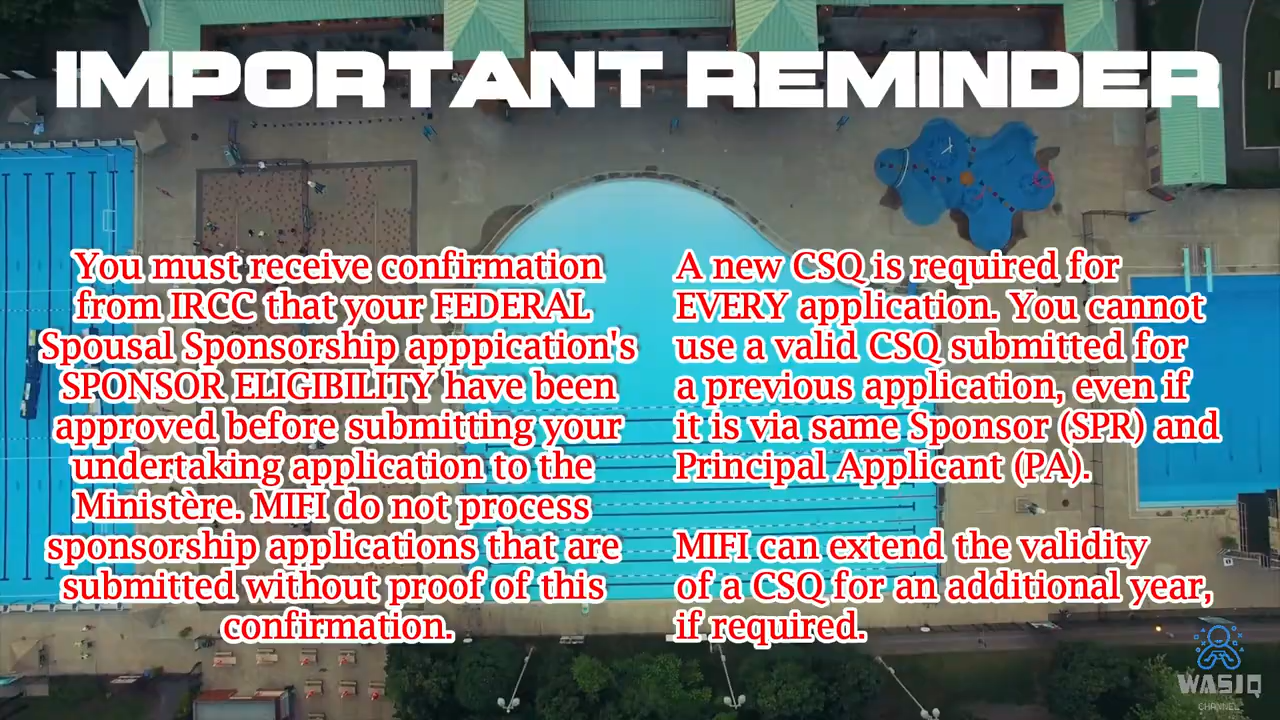 IMPORTANT REMINDER
You must receive confirmation
from IRCC that your FEDERAL
Spousal Sponsorship apppication's
SPONSOR ELIGIBILITY have been
approved before submitting your
undertaking application to the
Ministère. MIFI do not process
sponsorship applications that are
submitted without proof of this
confirmation.
A new CSQ is required for
EVERY application. You cannot
use a valid CSQ submitted for
a previous application, even if
it is via same Sponsor (SPR) and
Principal Applicant (PA).
MIFI can extend the validity
of a CSQ for an additional year,
if required.
WASIQ
CHANNEL